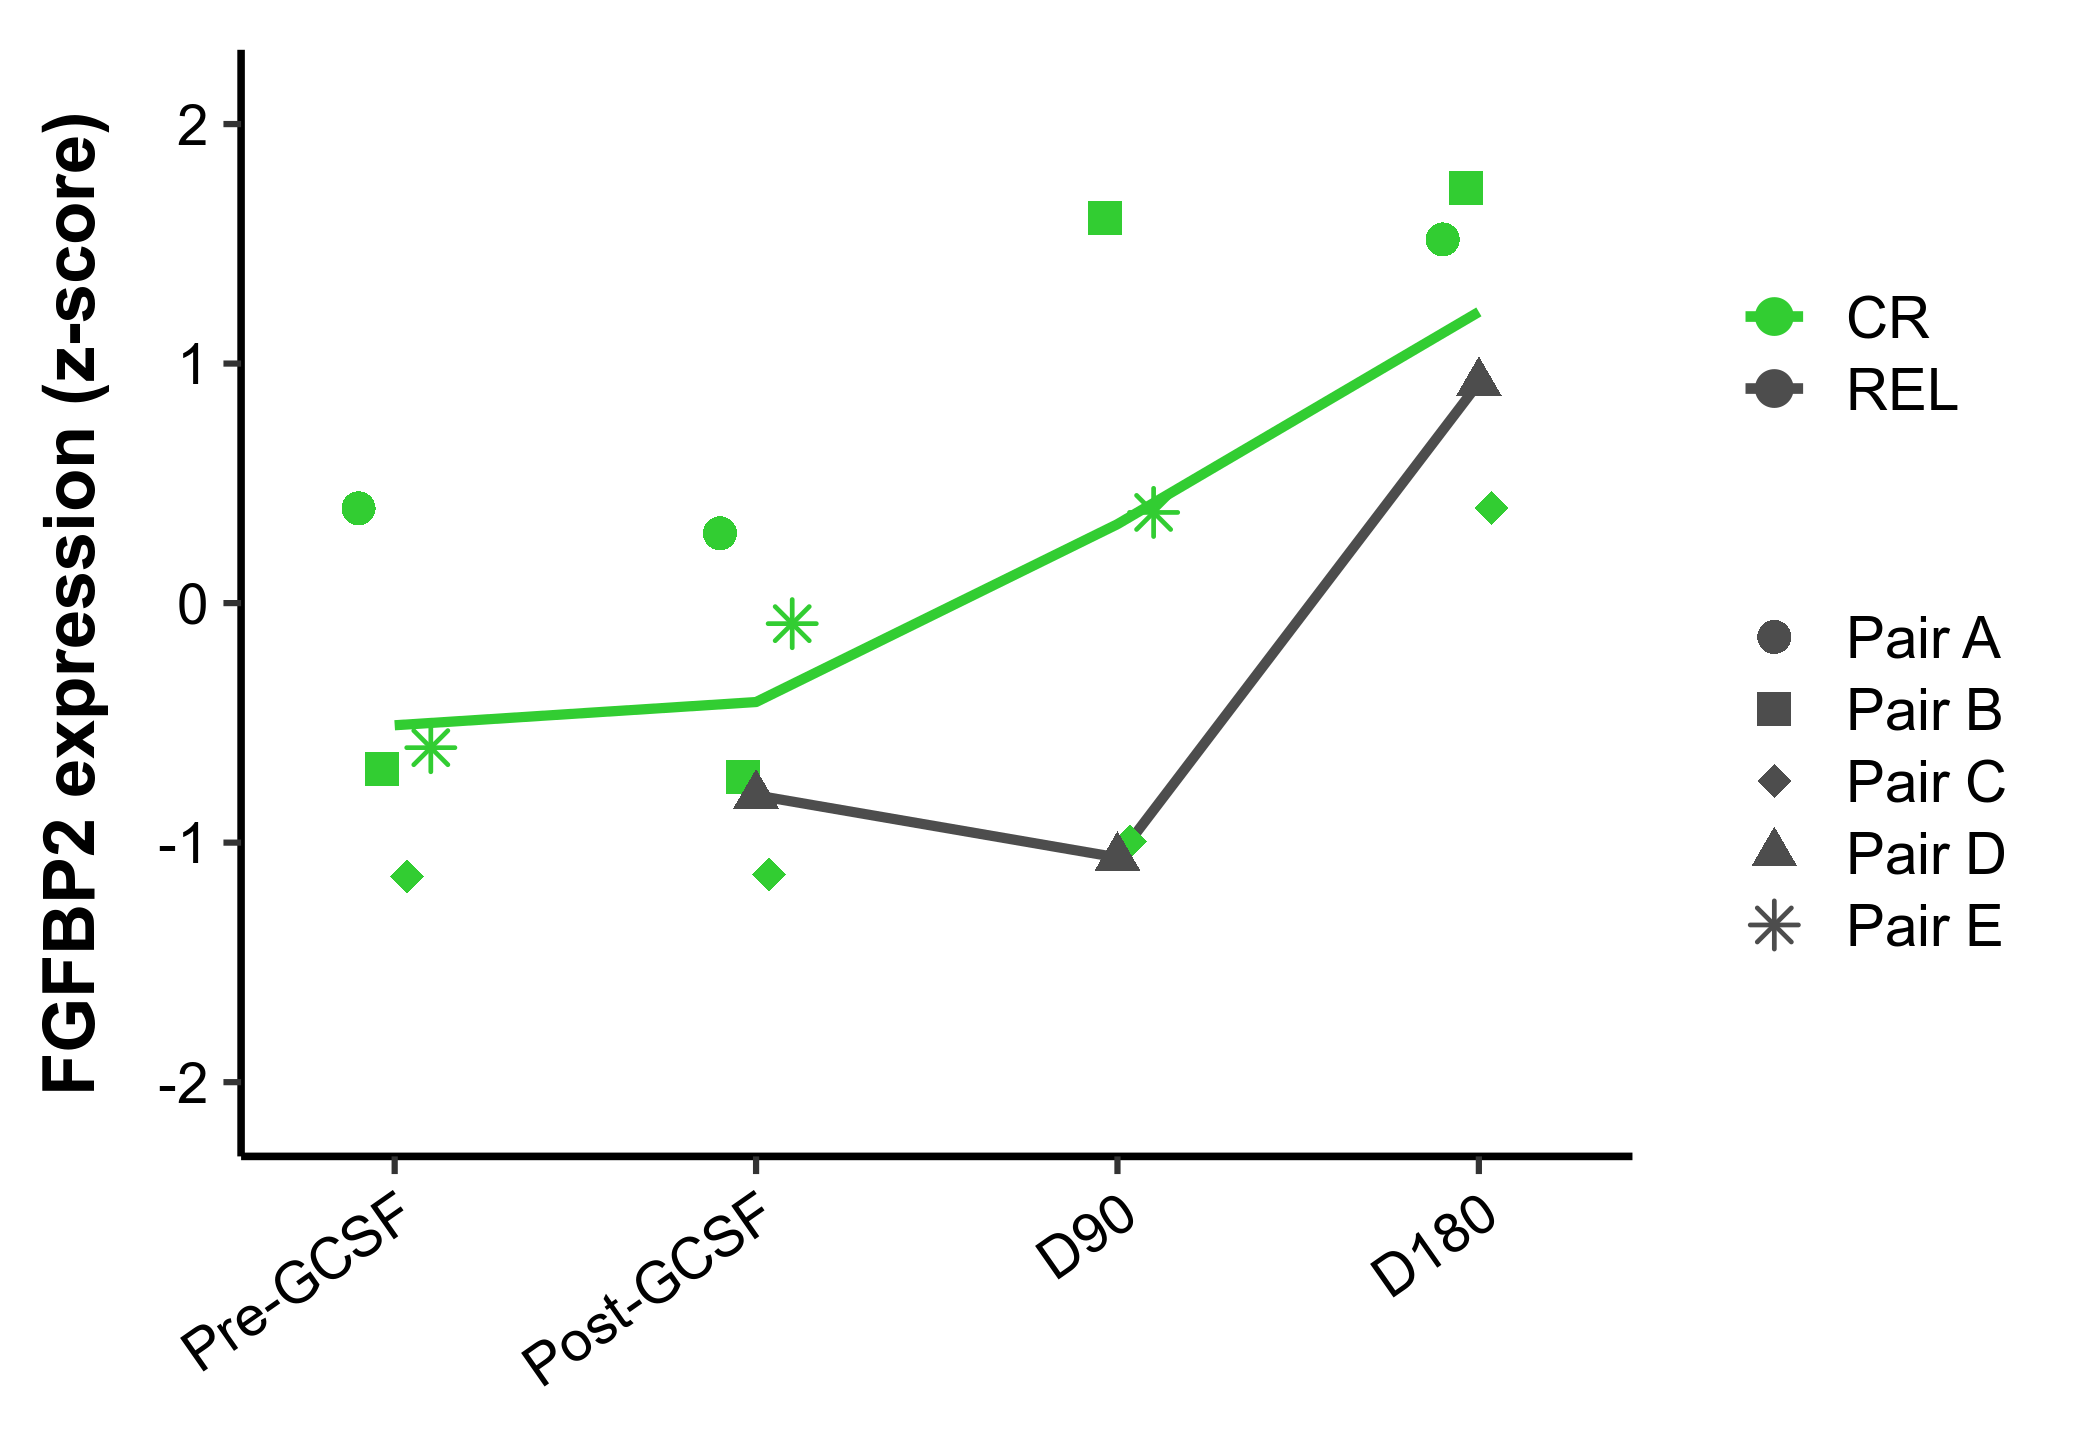 FGFBP2 expression (z-score)
2
1
0
-1
-2
Pre-GCSF
Post-GCSF
D90
D180
CR
REL
Pair A
Pair B
Pair C
Pair D
Pair E